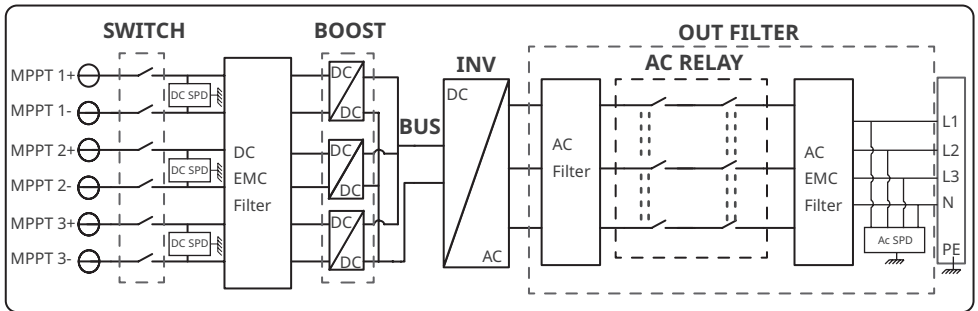 SWITCH
BOOST
OUT FILTER
AC RELAY
INV
BUS
MPPT 1+
MPPT 1-
MPPT 2+
MPPT 2-
MPPT 3+
MPPT 3-
DC SPD
DC SPD
DC SPD
DC
EMC
Filter
DC
DC
DC
DC
DC
DC
DC
AC
AC
Filter
AC
EMC
Filter
L1
L2
L3
N
PE
Ac SPD